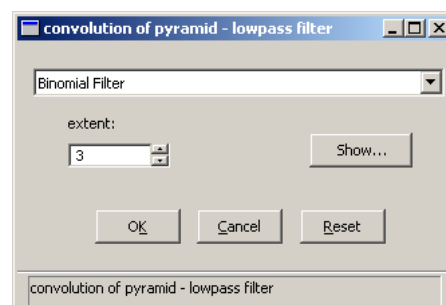 convolution of pyramid - lowpass filter
Binomial Filter
extent:
3
Show...
OK
Cancel
Reset
convolution of pyramid - lowpass filter